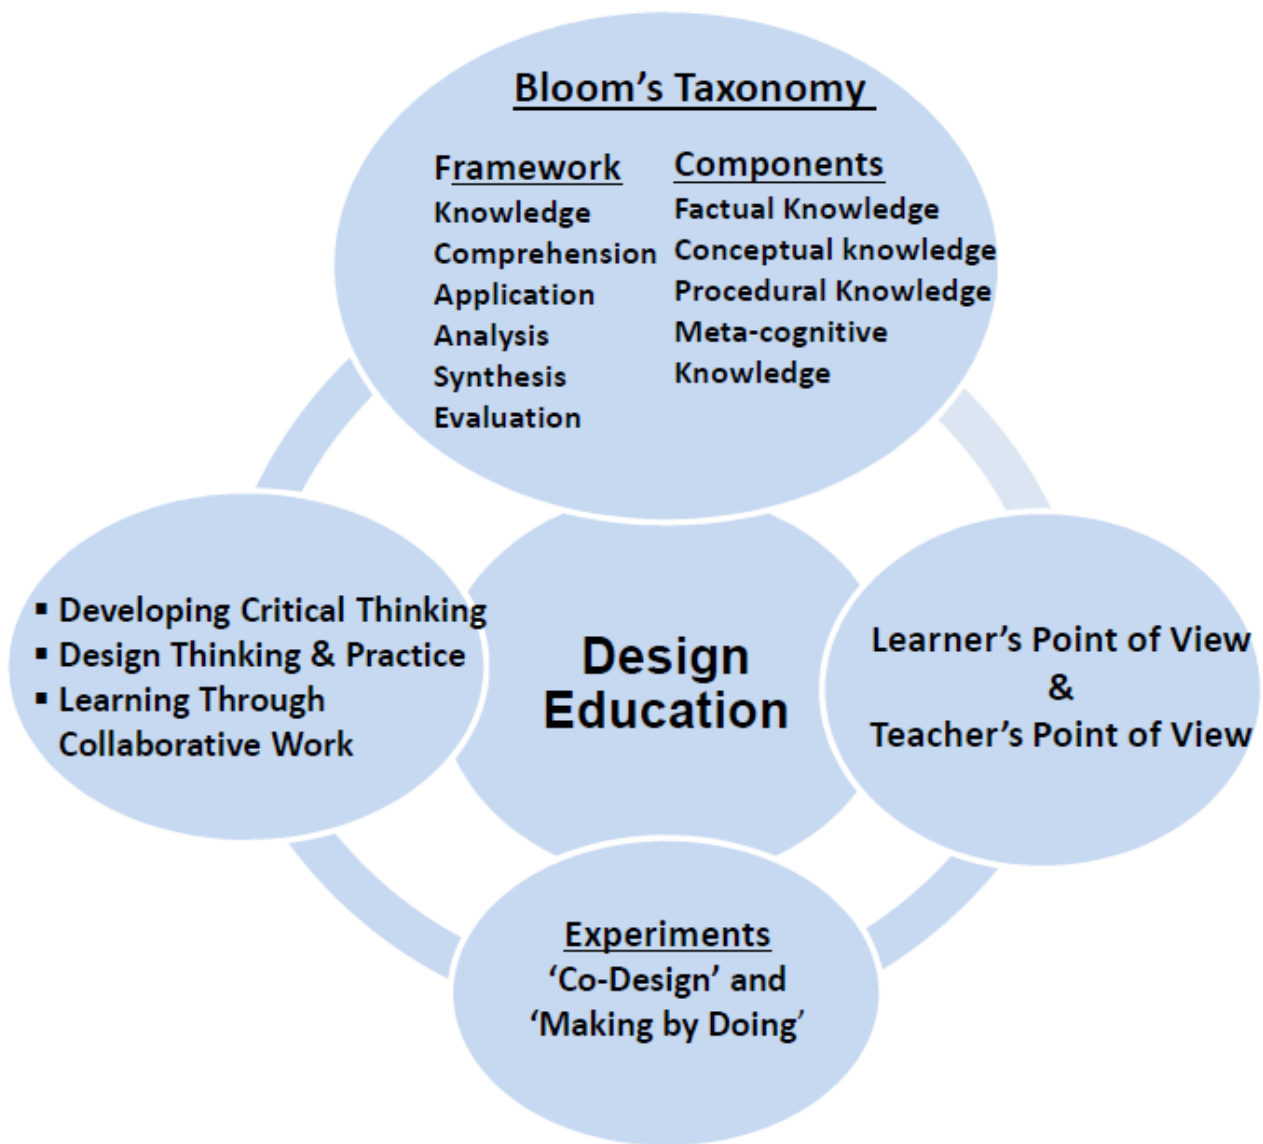 Bloom's Taxonomy
Framework
Knowledge
Comprehension
Application
Analysis
Synthesis
Evaluation
Components
Factual Knowledge
Conceptual knowledge
Procedural Knowledge
Meta-cognitive
Knowledge
▪ Developing Critical Thinking
▪ Design Thinking & Practice
▪ Learning Through
Collaborative Work
Design
Education
Learner's Point of View
&
Teacher's Point of View
Experiments
‘Co-Design’ and
‘Making by Doing’